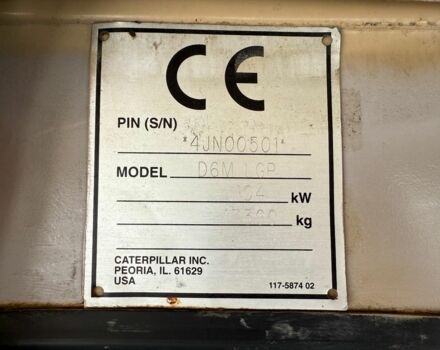 CE
PIN (S/N)
*4JN00501*
MODEL D6M LGP
104 kW
kg
CATERPILLAR INC.
PEORIA, IL. 61629
USA
117-5874 02